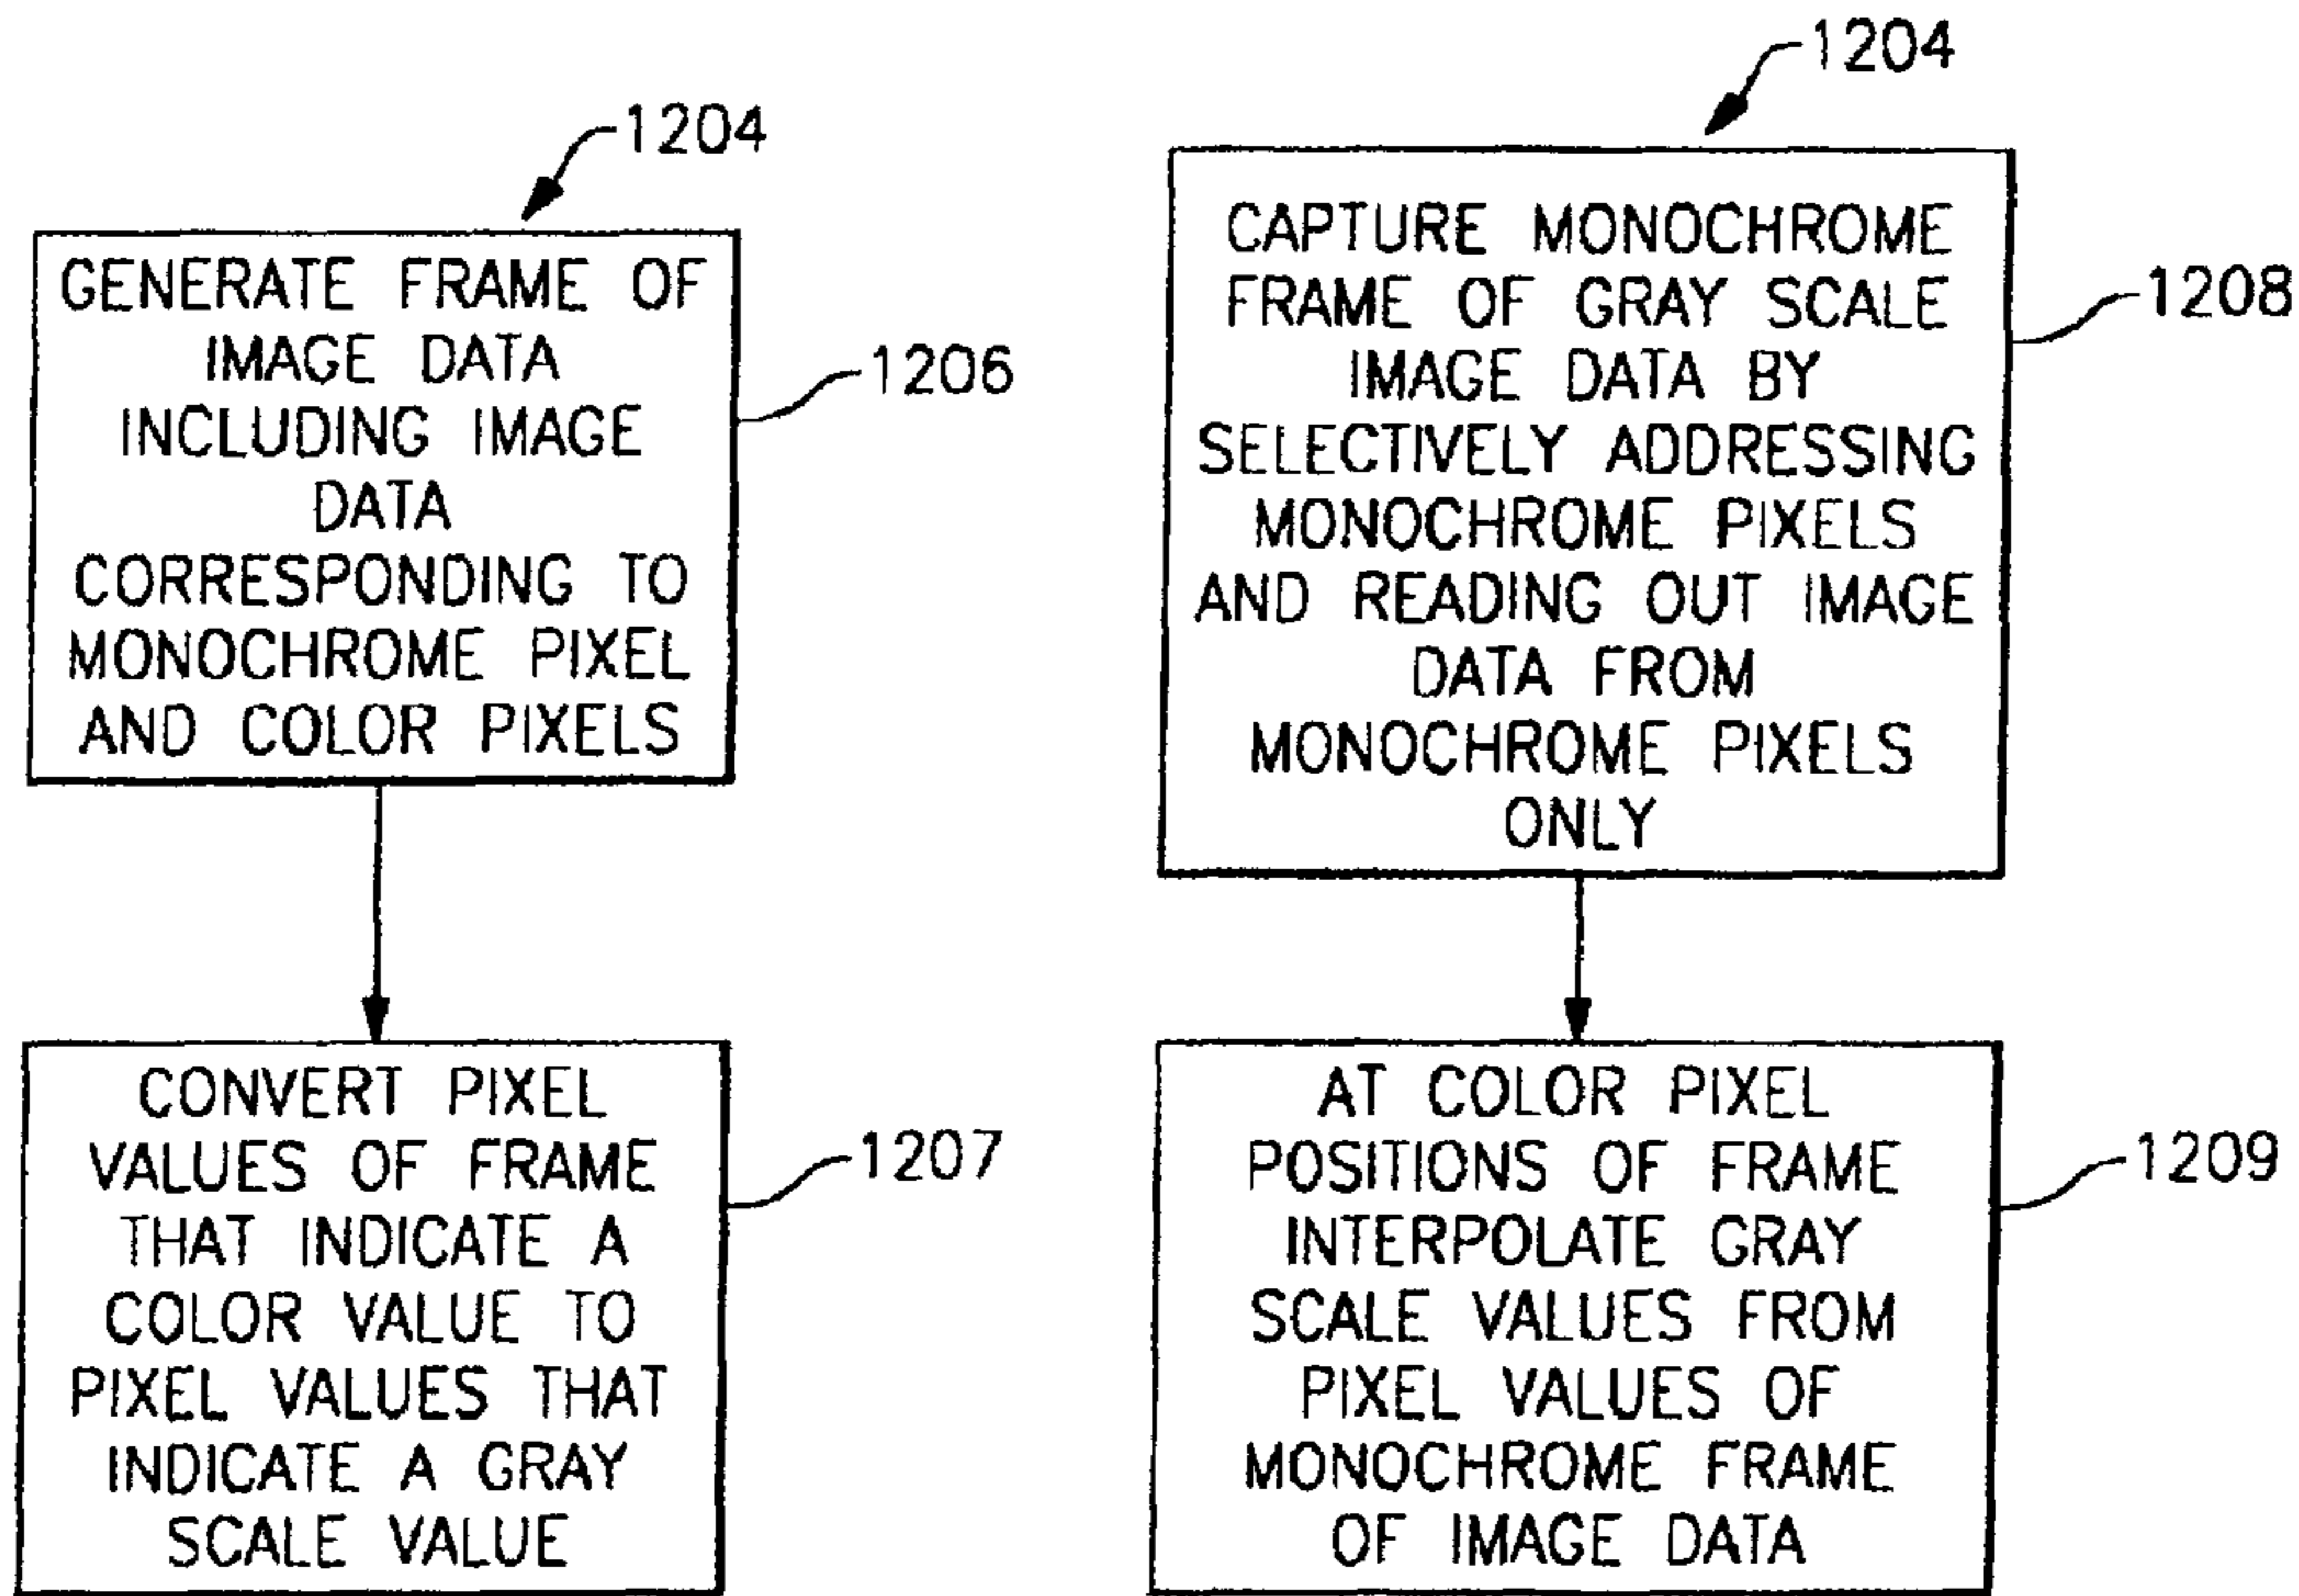 1204
GENERATE FRAME OF
IMAGE DATA
INCLUDING IMAGE
DATA
CORRESPONDING TO
MONOCHROME PIXEL
AND COLOR PIXELS
1206
CONVERT PIXEL
VALUES OF FRAME
THAT INDICATE A
COLOR VALUE TO
PIXEL VALUES THAT
INDICATE A GRAY
SCALE VALUE
1207
1204
CAPTURE MONOCHROME
FRAME OF GRAY SCALE
IMAGE DATA BY
SELECTIVELY ADDRESSING
MONOCHROME PIXELS
AND READING OUT IMAGE
DATA FROM
MONOCHROME PIXELS
ONLY
1208
AT COLOR PIXEL
POSITIONS OF FRAME
INTERPOLATE GRAY
SCALE VALUES FROM
PIXEL VALUES OF
MONOCHROME FRAME
OF IMAGE DATA
1209